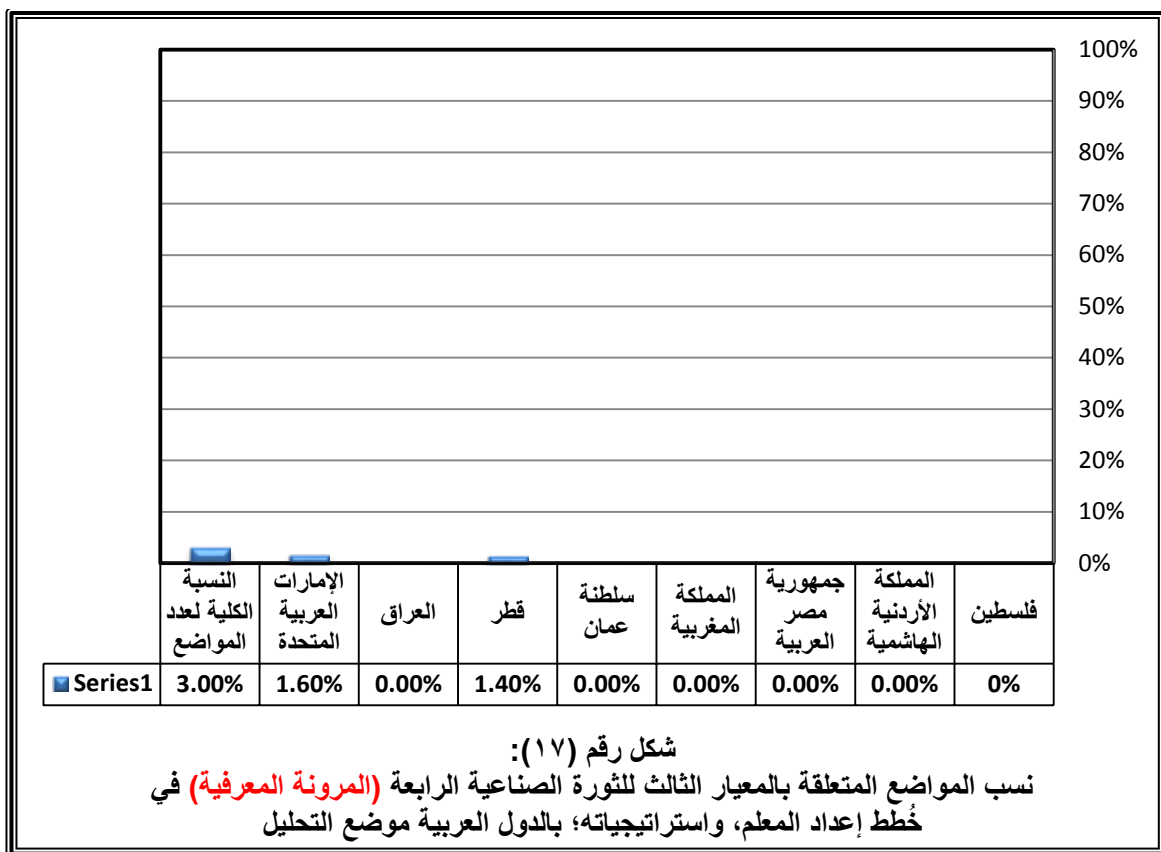 100%
90%
80%
70%
60%
50%
40%
30%
20%
10%
0%
فلسطين
المملكة
الأردنية
الهاشمية
جمهورية
مصر
العربية
المملكة
المغربية
سلطنة
عمان
قطر
العراق
الإمارات
العربية
المتحدة
النسبة
الكلية لعدد
المواضع
Series1 3.00% 1.60% 0.00% 1.40% 0.00% 0.00% 0.00% 0.00% 0%
شكل رقم (١٧):
نسب المواضع المتعلقة بالمعيار الثالث للثورة الصناعية الرابعة (المرونة المعرفية) في
خُطط إعداد المعلم، واستراتيجياته؛ بالدول العربية موضع التحليل